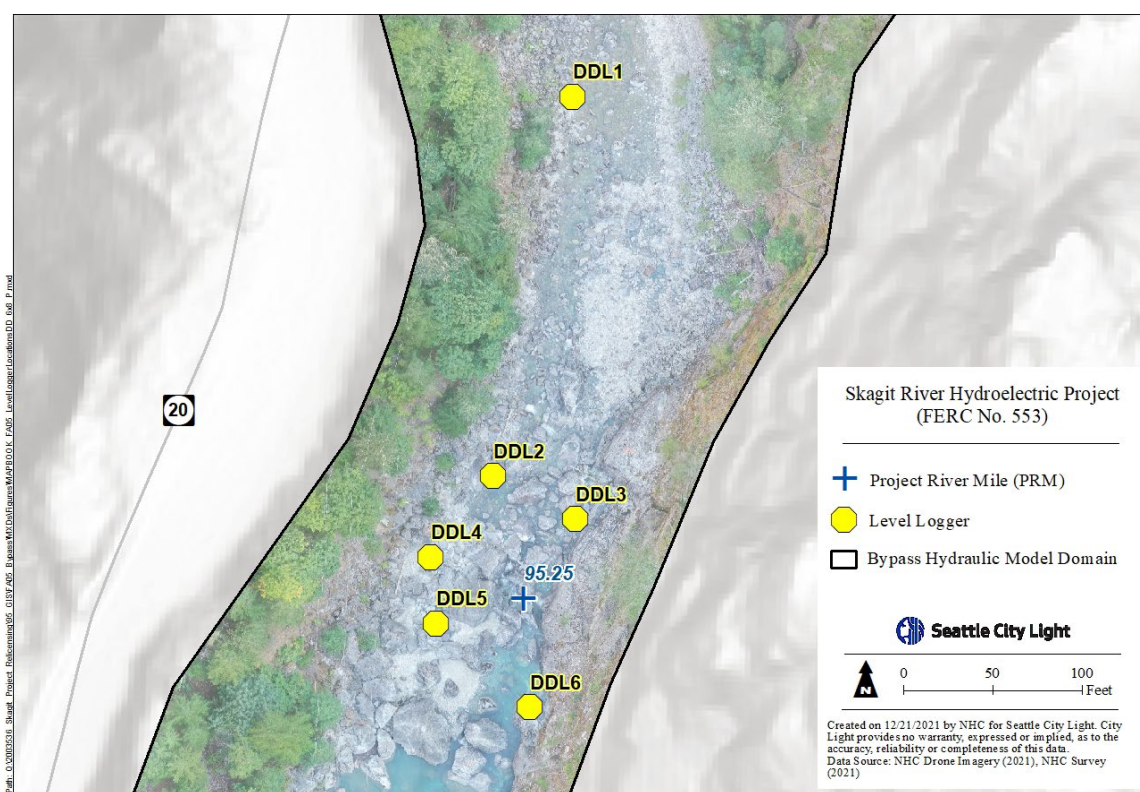 DDL1
20
DDL2
DDL3
DDL4
95.25
DDL5
DDL6
Skagit River Hydroelectric Project
(FERC No. 553)
Project River Mile (PRM)
Level Logger
Bypass Hydraulic Model Domain
Seattle City Light
N
0 50 100
Feet
Created on 12/21/2021 by NHC for Seattle City Light. City
Light provides no warranty, expressed or implied, as to the
accuracy, reliability or completeness of this data.
Data Source: NHC Drone Imagery (2021), NHC Survey
(2021)